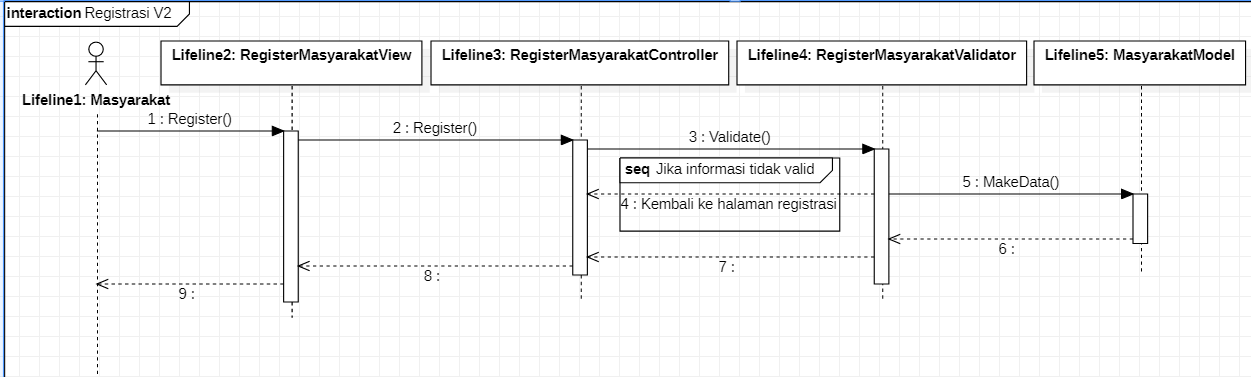 interaction Registrasi V2
Lifeline1: Masyarakat
Lifeline2: RegisterMasyarakatView
Lifeline3: RegisterMasyarakatController
Lifeline4: RegisterMasyarakatValidator
Lifeline5: MasyarakatModel
1 : Register()
2 : Register()
3 : Validate()
seq Jika informasi tidak valid
4 : Kembali ke halaman registrasi
5 : MakeData()
6 :
7 :
8 :
9 :